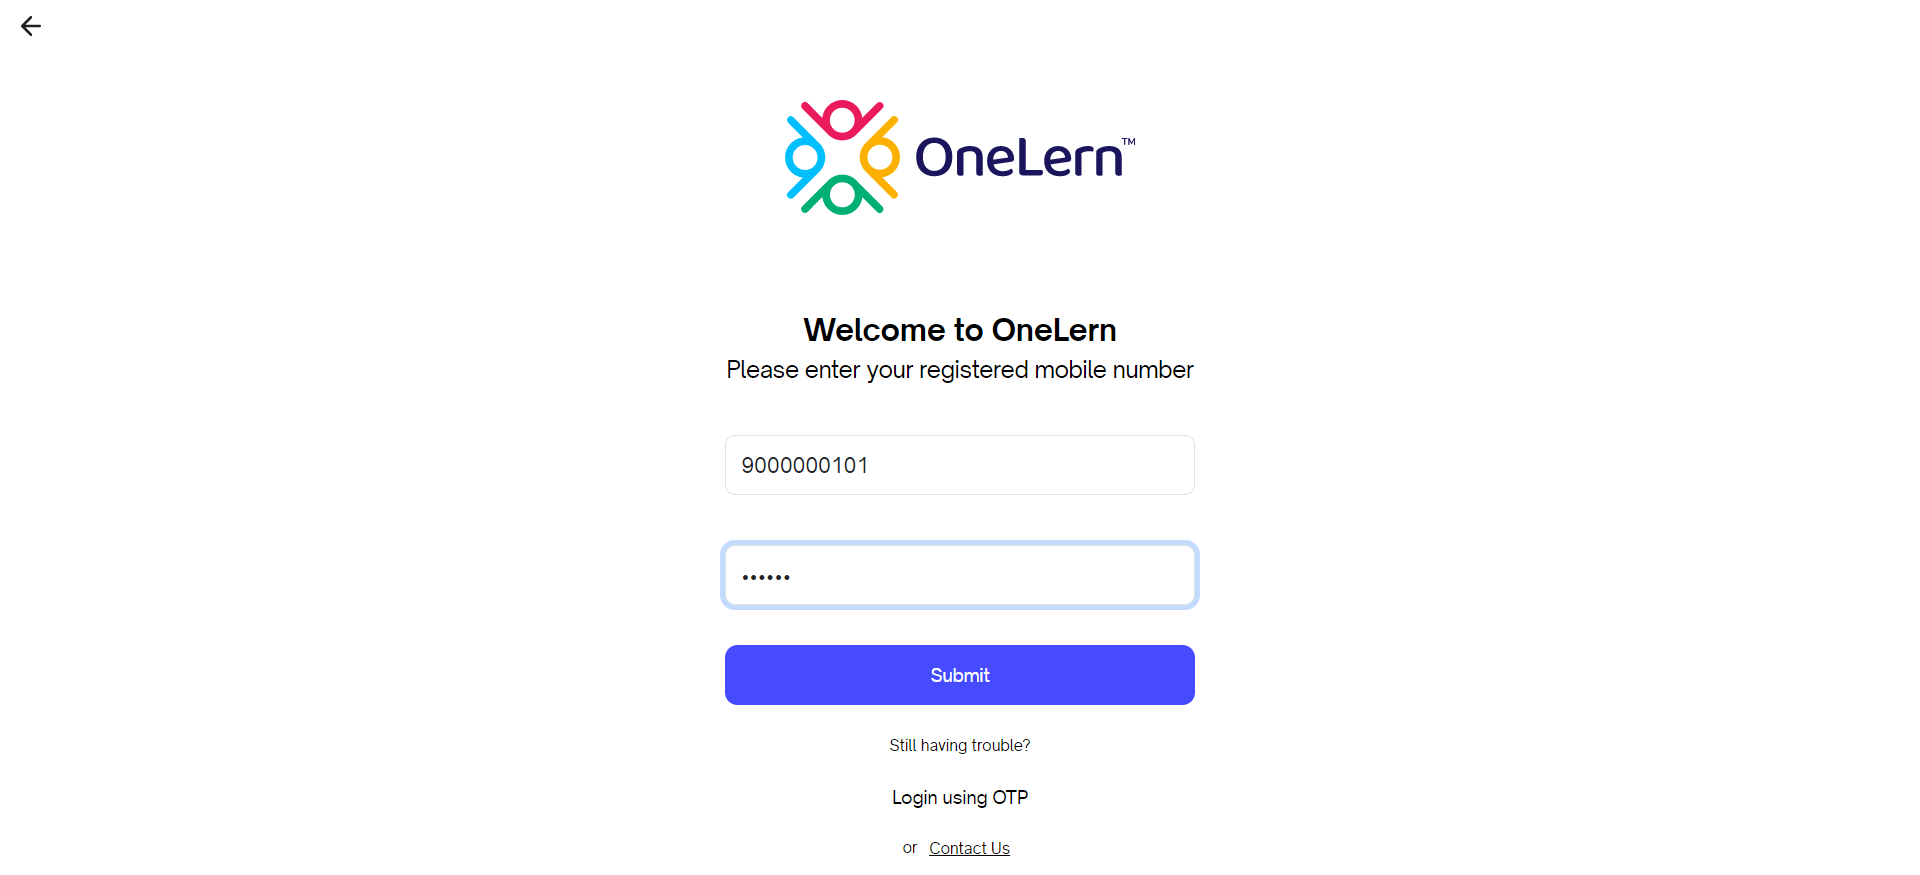 OneLern™
Welcome to OneLern
Please enter your registered mobile number
9000000101
••••••
Submit
Still having trouble?
Login using OTP
or Contact Us